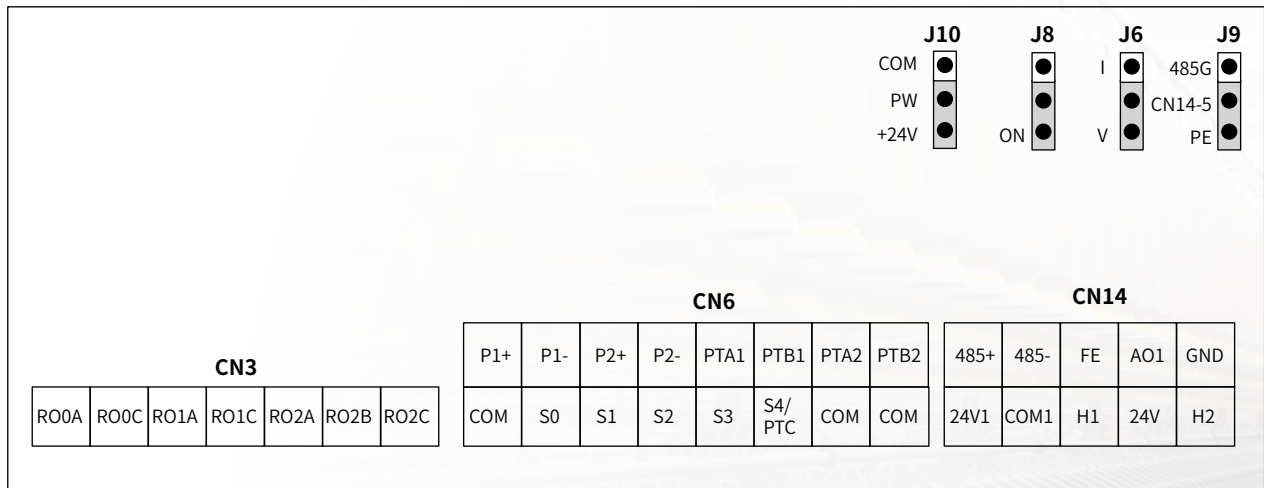 J10 J8 J6 J9
COM I 485G
PW CN14-5
+24V ON V PE
CN6 CN14
P1+ P1- P2+ P2- PTA1 PTB1 PTA2 PTB2 485+ 485- FE AO1 GND
CN3
RO0A RO0C RO1A RO1C RO2A RO2B RO2C COM S0 S1 S2 S3 S4/ PTC COM COM 24V1 COM1 H1 24V H2